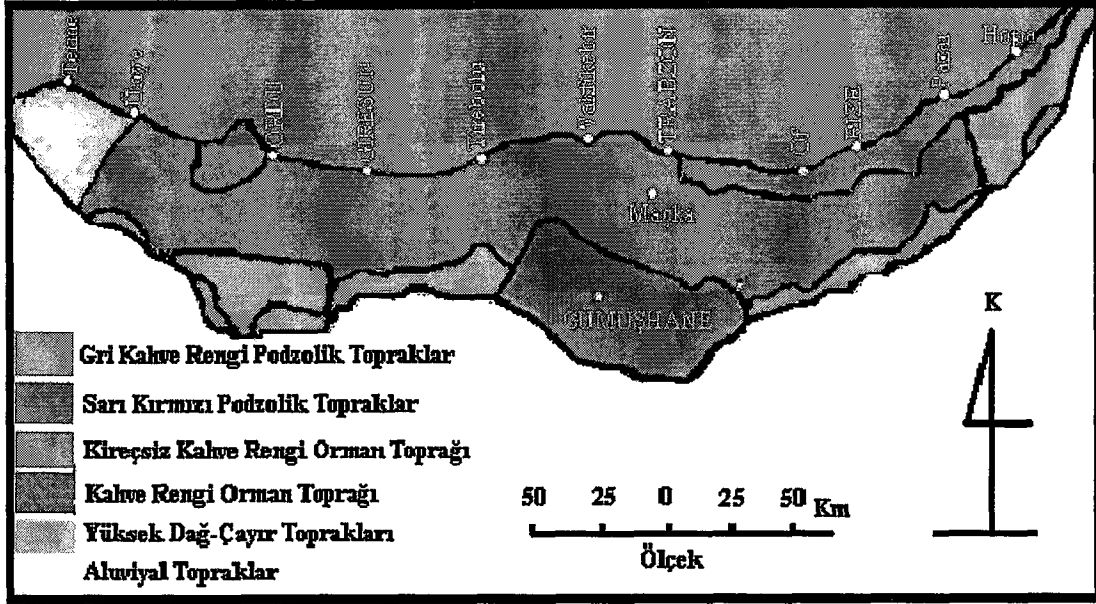 Terme
Ünye
ORDU
GİRESUN
Tirebolu
Vakfıkebir
TRABZON
Of
RİZE
Pazar
Hopa
Maçka
GÜMÜŞHANE
K
Gri Kahve Rengi Podzolik Topraklar
Sarı Kırmızı Podzolik Topraklar
Kireçsiz Kahve Rengi Orman Toprağı
Kahve Rengi Orman Toprağı
Yüksek Dağ-Çayır Toprakları
Aluviyal Topraklar
50 25 0 25 50 Km
Ölçek